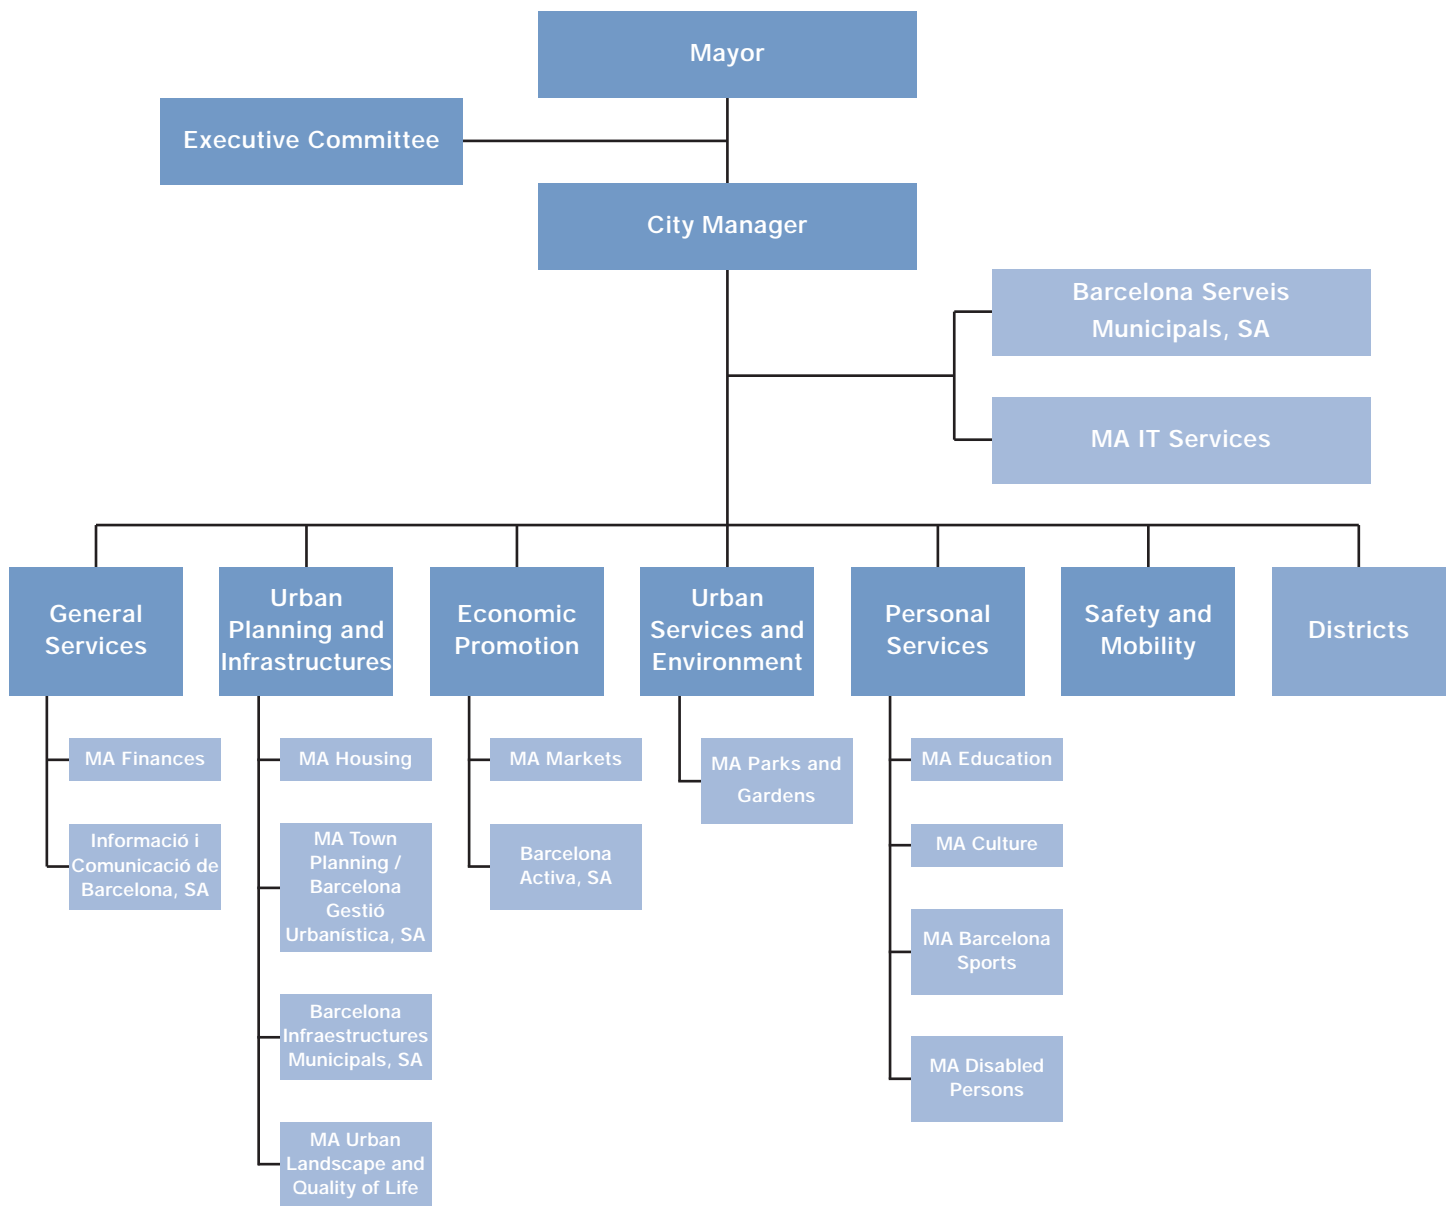 Mayor
Executive Committee
City Manager
Barcelona Serveis
Municipals, SA
MA IT Services
General
Services
Urban
Planning and
Infrastructures
Economic
Promotion
Urban
Services and
Environment
Personal
Services
Safety and
Mobility
Districts
MA Finances
Informació i
Comunicació de
Barcelona, SA
MA Housing
MA Town
Planning /
Barcelona
Gestió
Urbanística, SA
Barcelona
Infraestructures
Municipals, SA
MA Urban
Landscape and
Quality of Life
MA Markets
Barcelona
Activa, SA
MA Parks and
Gardens
MA Education
MA Culture
MA Barcelona
Sports
MA Disabled
Persons